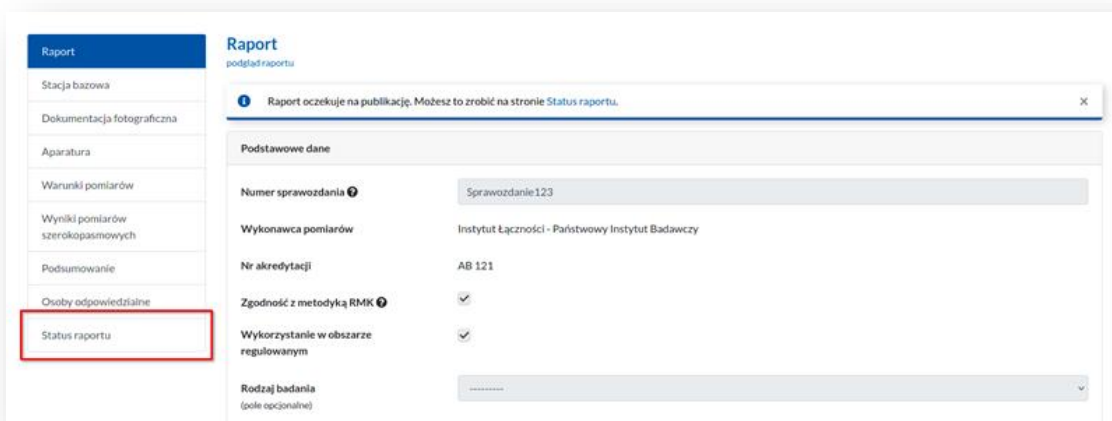 Raport
Stacja bazowa
Dokumentacja fotograficzna
Aparatura
Warunki pomiarów
Wyniki pomiarów
szerokopasmowych
Podsumowanie
Osoby odpowiedzialne
Status raportu
Raport
podgląd raportu
Raport oczekuje na publikację. Możesz to zrobić na stronie Status raportu.
Podstawowe dane
Numer sprawozdania
Sprawozdanie123
Wykonawca pomiarów
Instytut Łączności - Państwowy Instytut Badawczy
Nr akredytacji
AB 121
Zgodność z metodyką RMK
Wykorzystanie w obszarze
regulowanym
Rodzaj badania
(pole opcjonalne)
---------